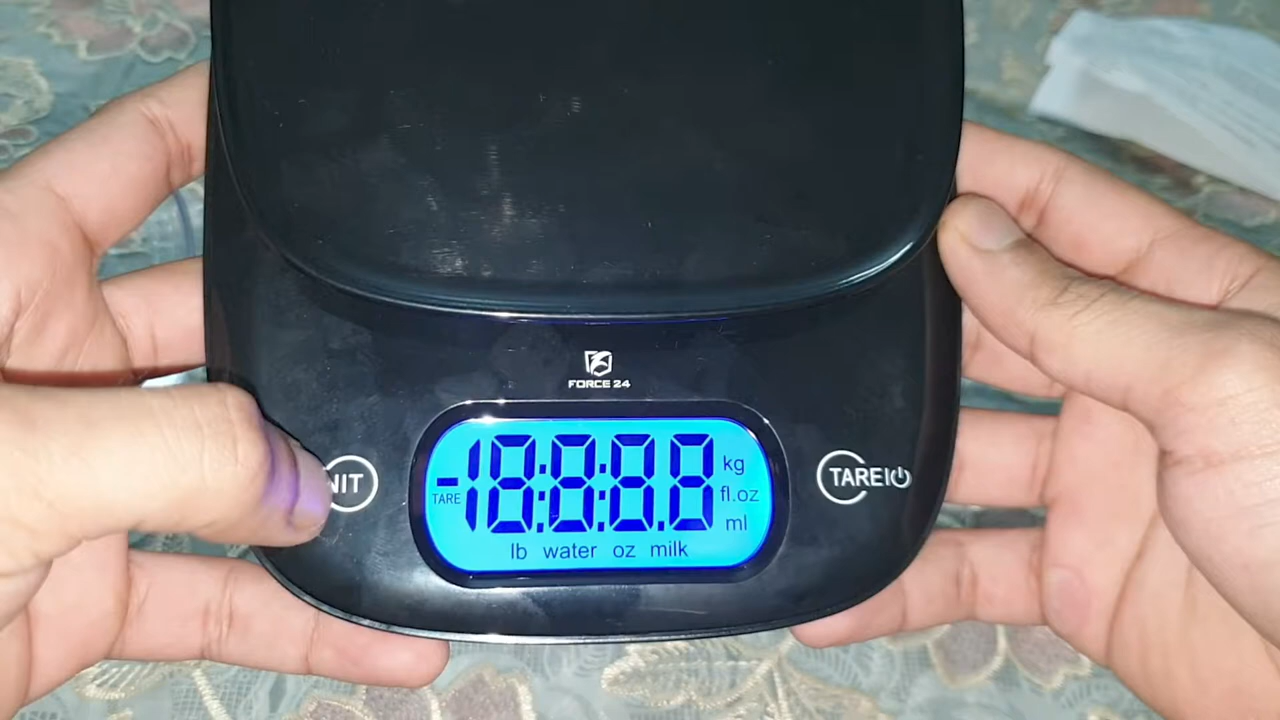 FORCE 24
-18:8:8.8
kg
TARE
fl.oz
ml
lb water oz milk
NIT
TARE|⏻